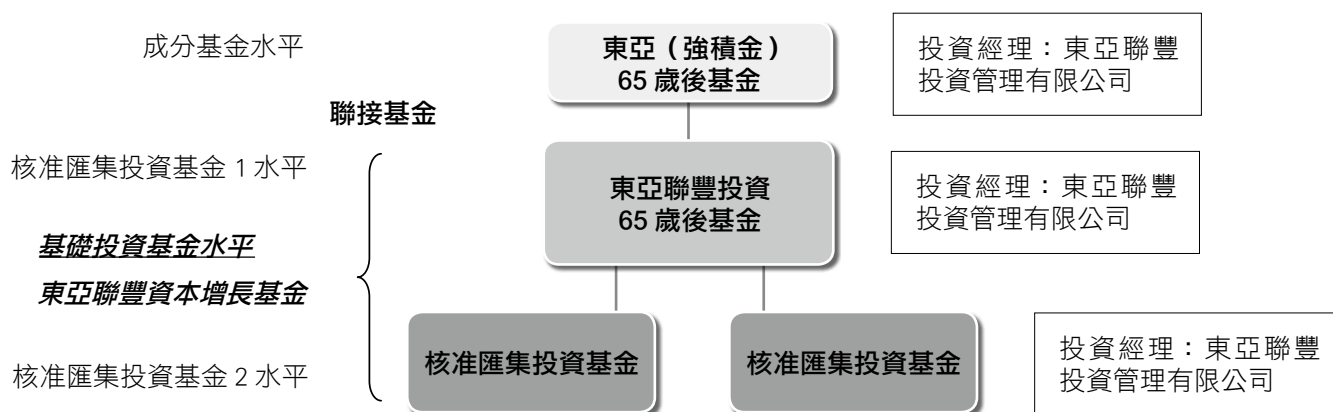 成分基金水平
東亞（強積金）
65 歲後基金
投資經理：東亞聯豐
投資管理有限公司
聯接基金
核准匯集投資基金 1 水平
東亞聯豐投資
65 歲後基金
投資經理：東亞聯豐
投資管理有限公司
基礎投資基金水平
東亞聯豐資本增長基金
核准匯集投資基金 2 水平
核准匯集投資基金
核准匯集投資基金
投資經理：東亞聯豐
投資管理有限公司